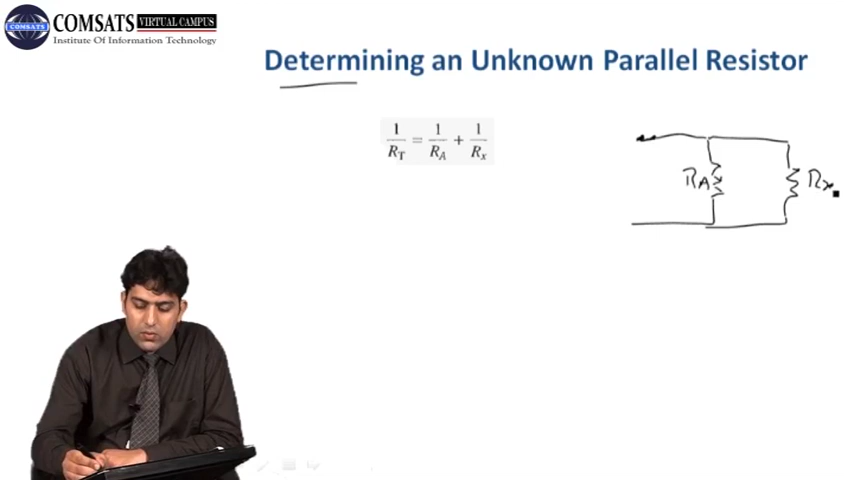 COMSATS VIRTUAL CAMPUS
Institute Of Information Technology
Determining an Unknown Parallel Resistor
1/R_T = 1/R_A + 1/R_x
R_A
R_x